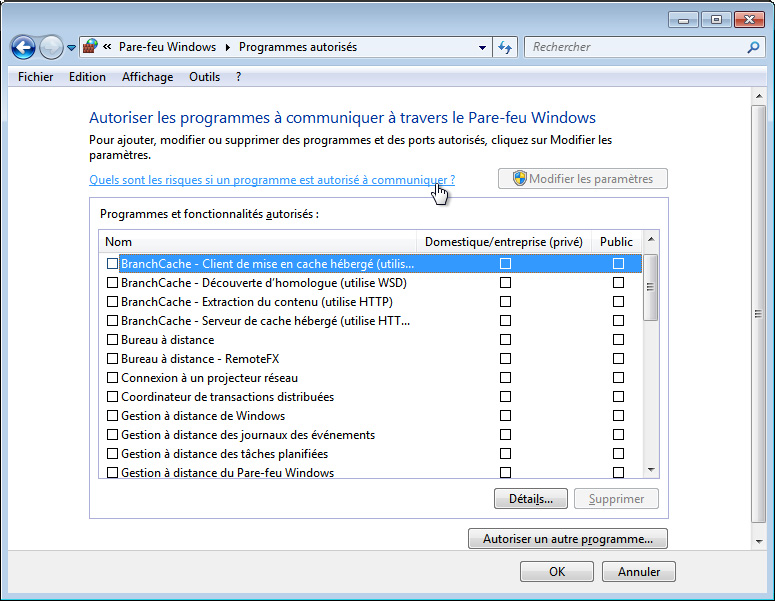 « Pare-feu Windows ▸ Programmes autorisés
Rechercher
Fichier Edition Affichage Outils ?
Autoriser les programmes à communiquer à travers le Pare-feu Windows
Pour ajouter, modifier ou supprimer des programmes et des ports autorisés, cliquez sur Modifier les
paramètres.
Quels sont les risques si un programme est autorisé à communiquer ?
Modifier les paramètres
Programmes et fonctionnalités autorisés :
Nom Domestique/entreprise (privé) Public
BranchCache - Client de mise en cache hébergé (utilis...
BranchCache - Découverte d'homologue (utilise WSD)
BranchCache - Extraction du contenu (utilise HTTP)
BranchCache - Serveur de cache hébergé (utilise HTT...
Bureau à distance
Bureau à distance - RemoteFX
Connexion à un projecteur réseau
Coordinateur de transactions distribuées
Gestion à distance de Windows
Gestion à distance des journaux des événements
Gestion à distance des tâches planifiées
Gestion à distance du Pare-feu Windows
Détails... Supprimer
Autoriser un autre programme...
OK Annuler